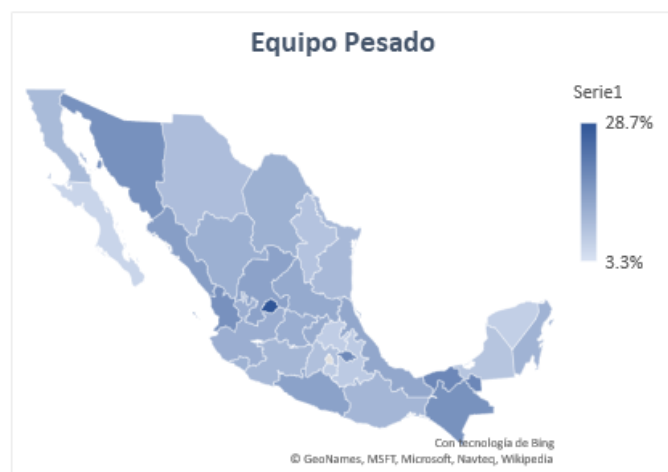 Equipo Pesado
Serie1
28.7%
3.3%
Con tecnología de Bing
© GeoNames, MSFT, Microsoft, Navteq, Wikipedia